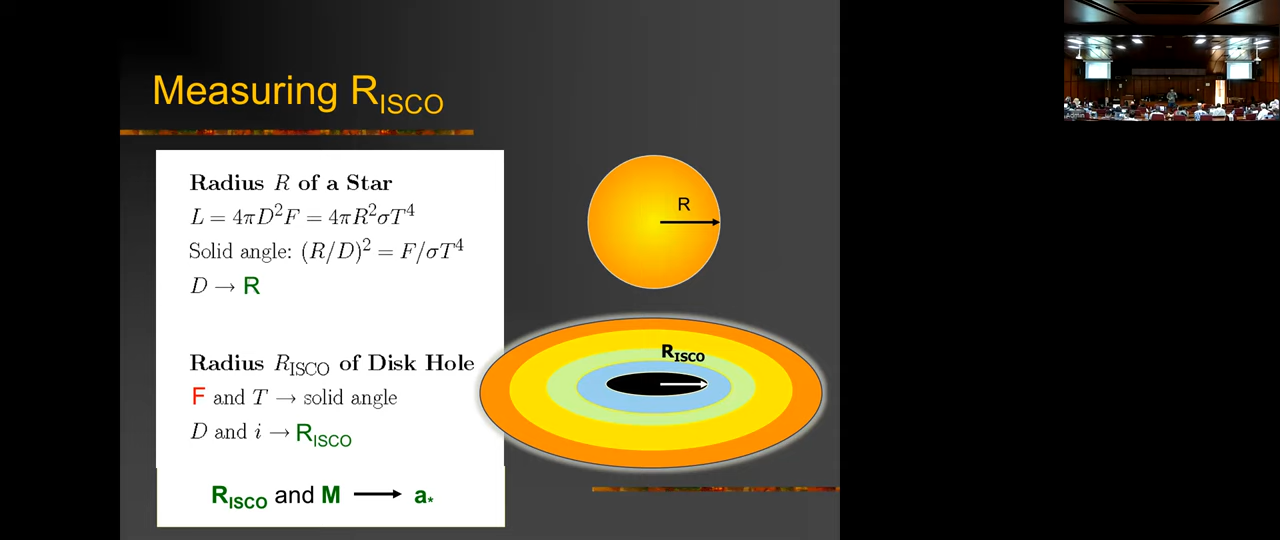 Measuring R_ISCO
Radius R of a Star
L = 4πD²F = 4πR²σT⁴
Solid angle: (R/D)² = F/σT⁴
D → R
R
Radius R_ISCO of Disk Hole
F and T → solid angle
D and i → R_ISCO
R_ISCO
R_ISCO and M → a*